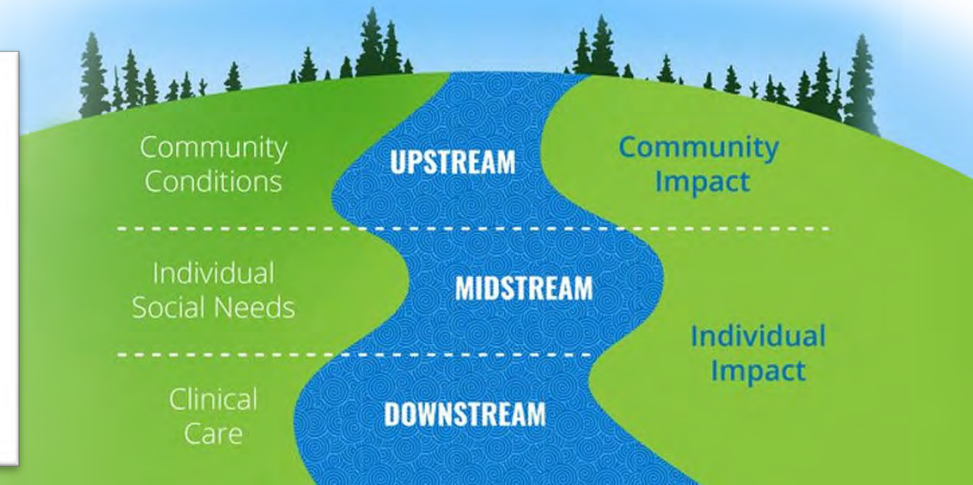 Community
Conditions
UPSTREAM
Community
Impact
Individual
Social Needs
MIDSTREAM
Individual
Impact
Clinical
Care
DOWNSTREAM